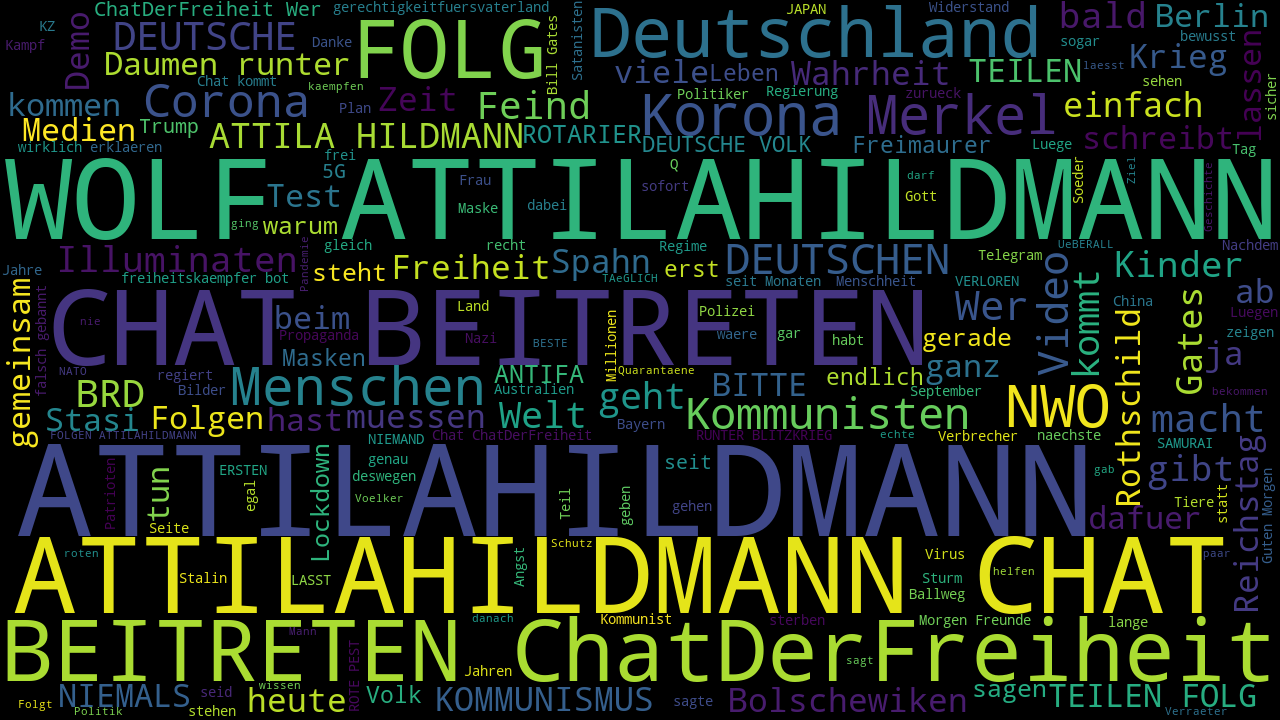 ChatDerFreiheit Wer
gerechtigkeitfuersvaterland
JAPAN
Widerstand
bald
Berlin
KZ
Kampf
Demo
DEUTSCHE
Danke
FOLG
Bill Gates
Satanisten
Deutschland
sogar
bewusst
Krieg
laesst
lassen
Daumen runter
Chat kommt
kaempfen
viele
Leben
Wahrheit
TEILEN
sehen
sicher
kommen
Corona
Plan
Zeit
Feind
Politiker
Regierung
zurueck
Korona
Merkel
einfach
Medien
Trump
ATTILA HILDMANN
ROTARIER
DEUTSCHE VOLK
Freimaurer
Luege
schreibt
Tag
wirklich
erklaeren
frei
5G
Q
WOLF ATTILAHILDMANN
Test
Frau
sofort
darf
Gott
Soeder
Ziel
Geschichte
ging
warum
Maske
dabei
Illuminaten
Pandemie
gleich
recht
Regime
UeBERALL
Nachdem
Jahre
freiheitskaempfer bot
steht
Freiheit
Spahn
erst
DEUTSCHEN
Telegram
Kinder
TAeGLICH
seit Monaten
Menschheit
VERLOREN
gemeinsam
falsch gebannt
CHAT BEITRETEN
nie
beim
Land
Millionen
Polizei
Wer
Video
kommt
China
ab
Luegen
Propaganda
Nazi
BESTE
waere
gar
habt
gerade
Rothschild
Gates
zeigen
ja
NATO
Masken
regiert
Bilder
Menschen
ANTIFA
Quarantaene
Australien
BITTE
endlich
ganz
September
bekommen
BRD
Stasi
Folgen
hast
muessen
Welt
geht
Bayern
Kommunisten
NWO
macht
FOLGEN ATTILAHILDMANN
NIEMAND
Chat ChatDerFreiheit
RUNTER BLITZKRIEG
echte
Verbrecher
naechste
SAMURAI
Patrioten
tun
ERSTEN
egal
Lockdown
genau
deswegen
Voelker
ATTILAHILDMANN
seit
gehen
Teil
geben
gab
gibt
Tiere
statt
Reichstag
Guten Morgen
Seite
dafuer
roten
Stalin
LASST
Angst
Schutz
ATTILAHILDMANN CHAT
Virus
Sturm
Ballweg
helfen
paar
danach
Kommunist
sterben
Morgen Freunde
lange
BEITRETEN ChatDerFreiheit
Mann
ROTE PEST
Jahren
sagt
Folgt
NIEMALS
Politik
seid
stehen
wissen
heute
Volk
KOMMUNISMUS
sagte
Bolschewiken
sagen
TEILEN FOLG
Verraeter